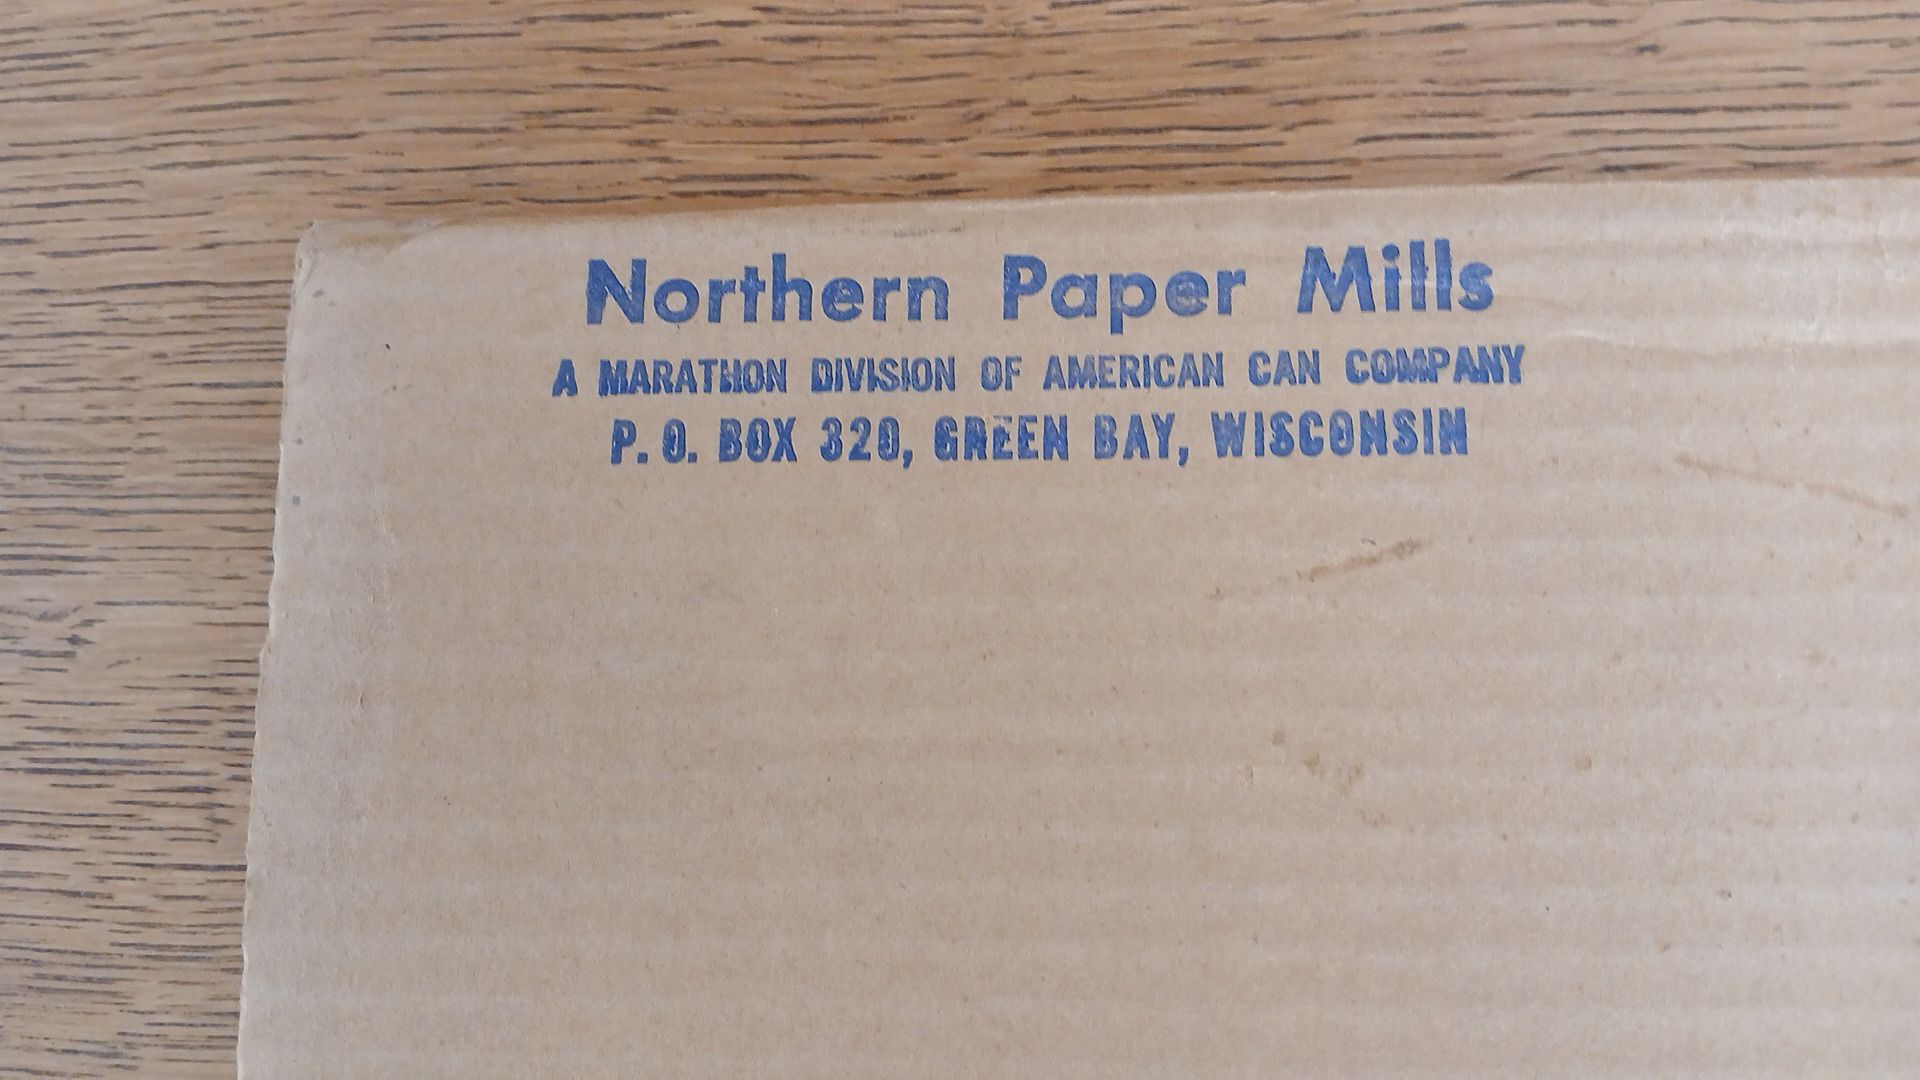 Northern Paper Mills
A MARATHON DIVISION OF AMERICAN CAN COMPANY
P. O. BOX 320, GREEN BAY, WISCONSIN